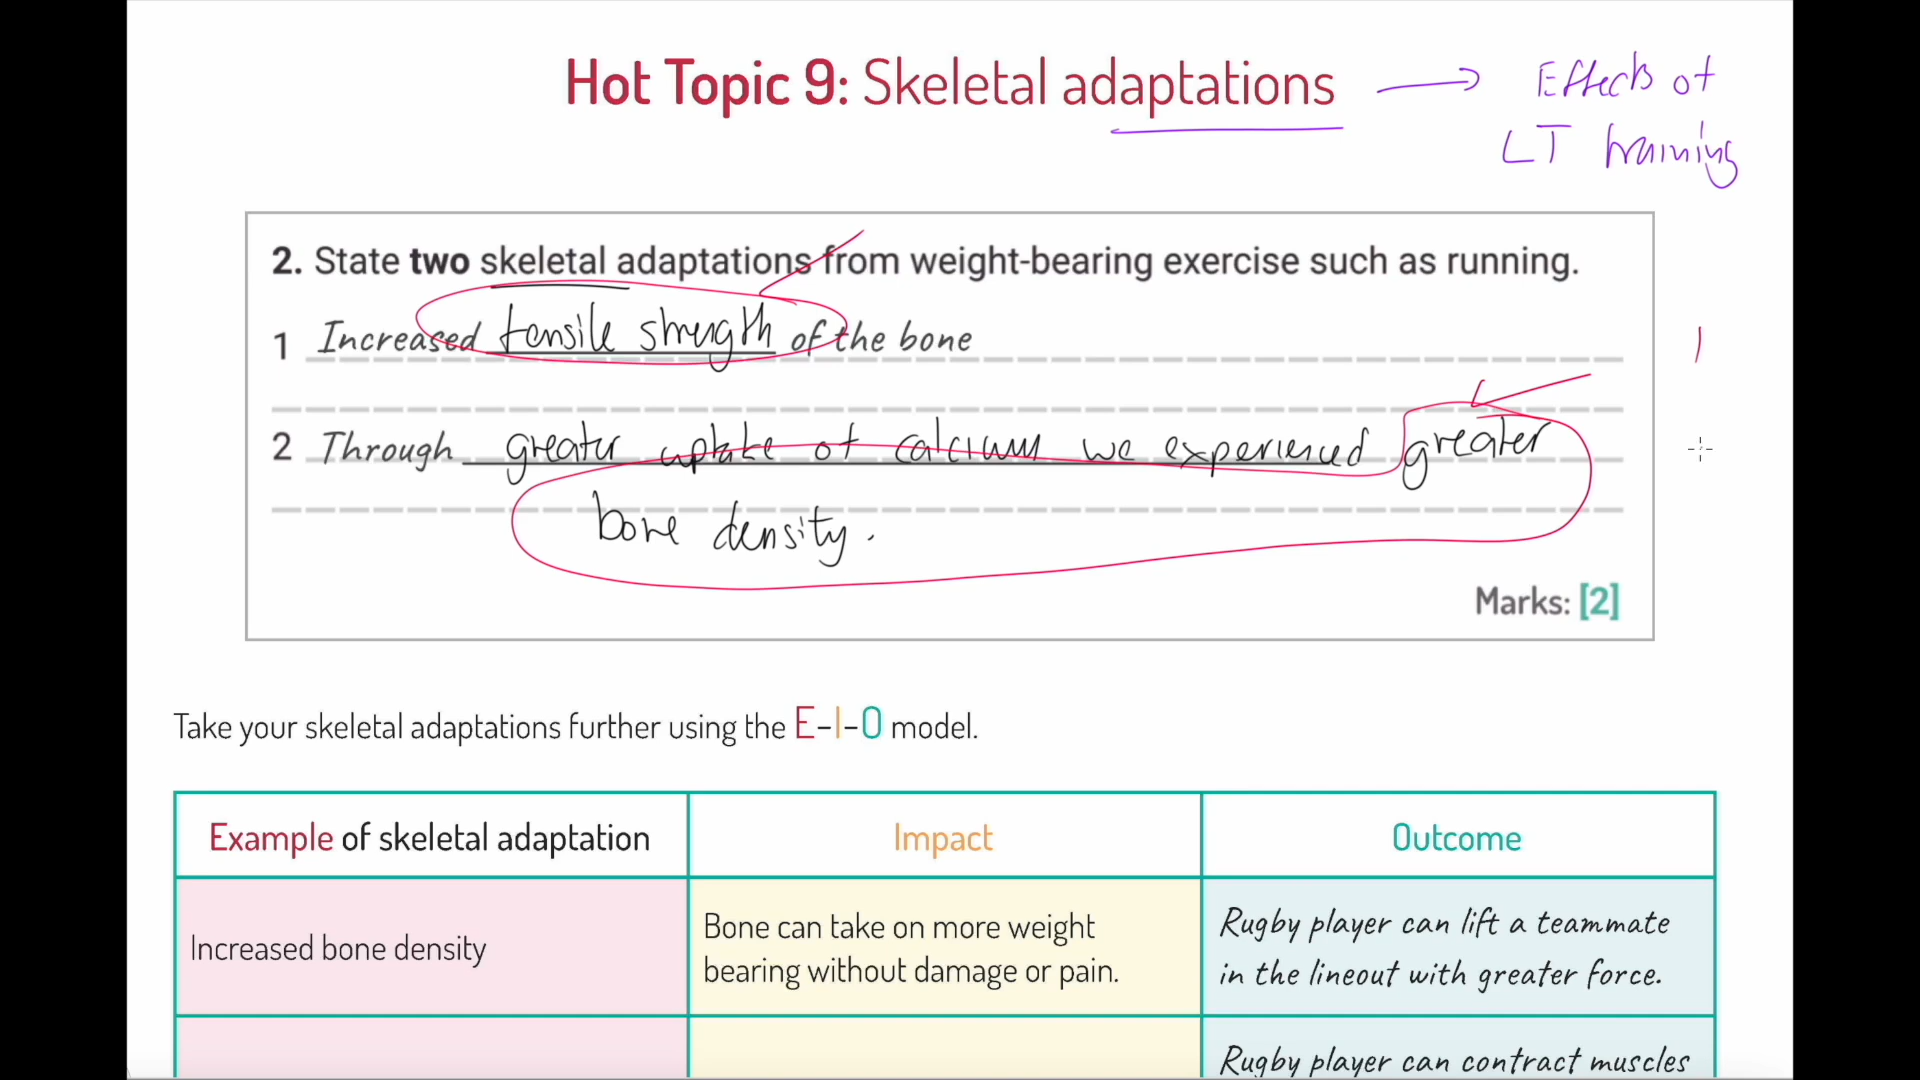 Hot Topic 9: Skeletal adaptations
Effects of
LT training
2. State two skeletal adaptations from weight-bearing exercise such as running.
1 Increased tensile strength of the bone
2 Through greater uptake of calcium we experienced greater
bone density.
1
Marks: [2]
Take your skeletal adaptations further using the E-I-O model.
Example of skeletal adaptation
Impact
Outcome
Increased bone density
Bone can take on more weight
bearing without damage or pain.
Rugby player can lift a teammate
in the lineout with greater force.
Rugby player can contract muscles